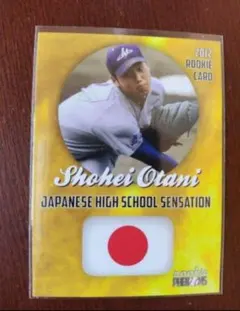 2012
ROOKIE
CARD
Shohei Otani
JAPANESE HIGH SCHOOL SENSATION